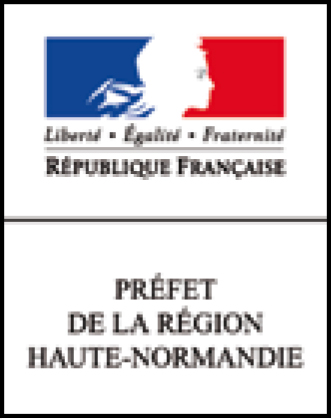 Liberté • Égalité • Fraternité
RÉPUBLIQUE FRANÇAISE
PRÉFET
DE LA RÉGION
HAUTE-NORMANDIE